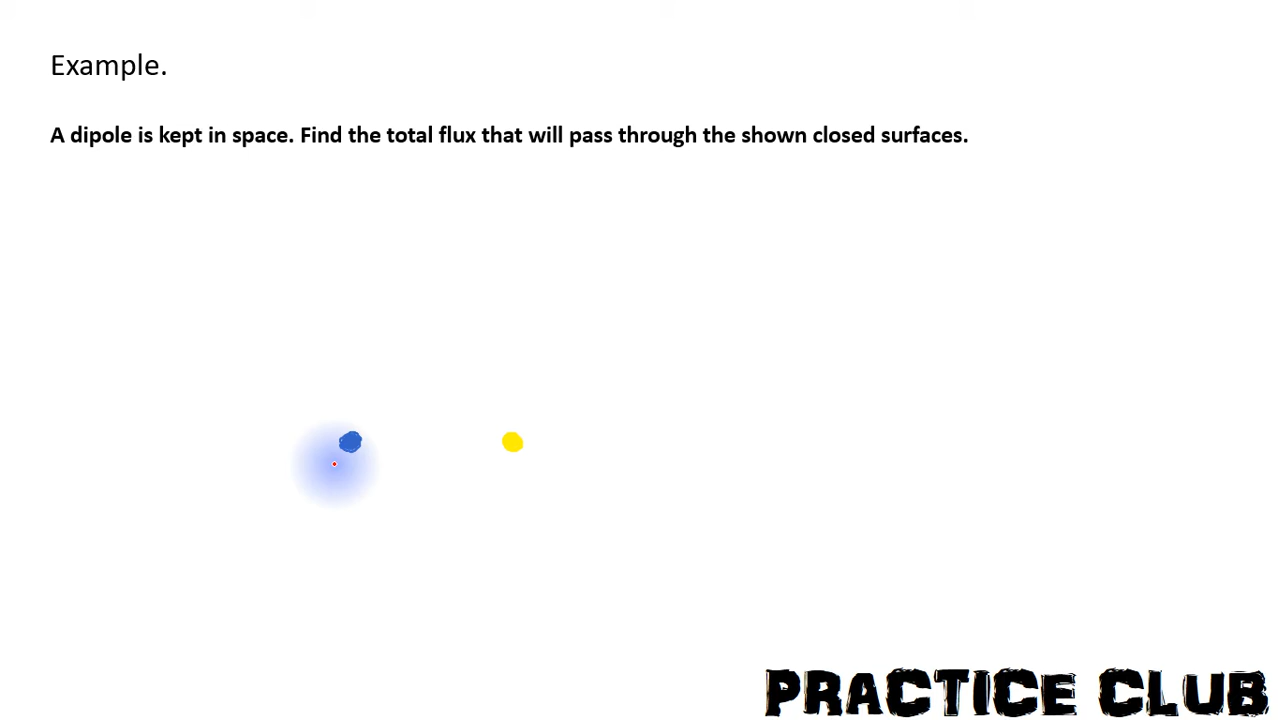 Example.
A dipole is kept in space. Find the total flux that will pass through the shown closed surfaces.
PRACTICE CLUB